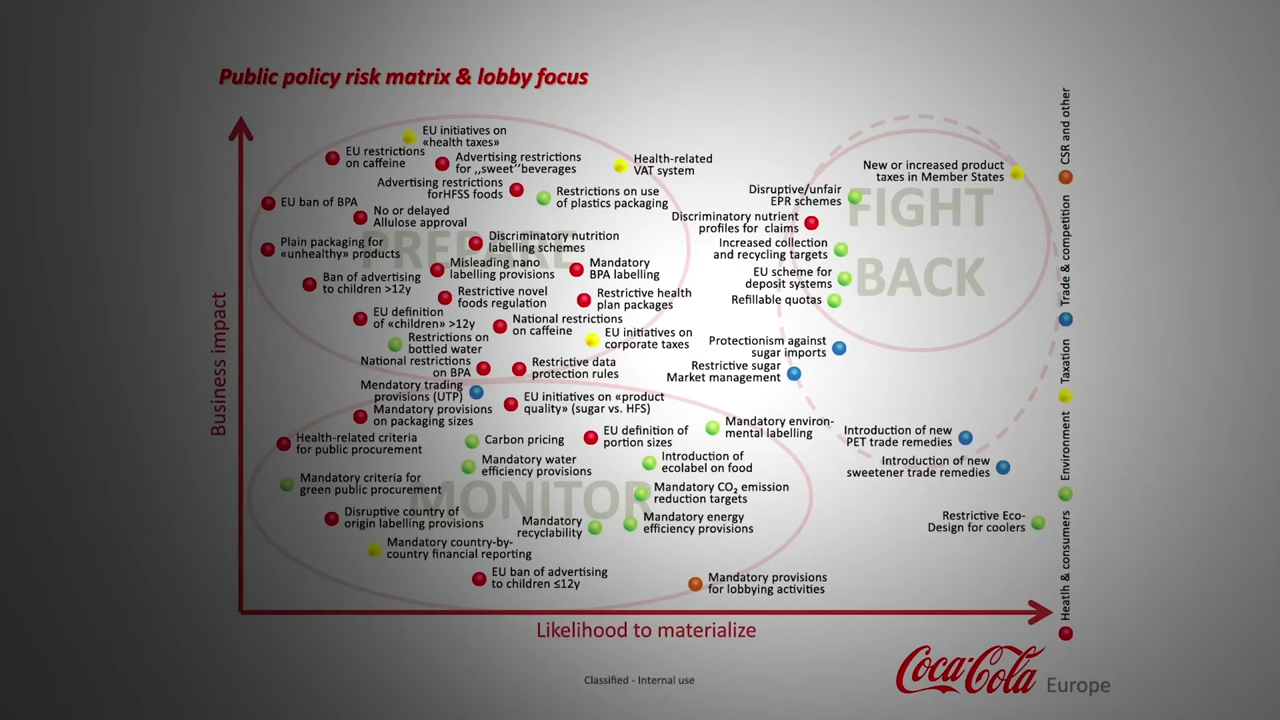 Public policy risk matrix & lobby focus
EU initiatives on
«health taxes»
EU restrictions
on caffeine
Advertising restrictions
for ,,sweet''beverages
Health-related
VAT system
New or increased product
taxes in Member States
Advertising restrictions
forHFSS foods
Restrictions on use
of plastics packaging
Disruptive/unfair
EPR schemes
EU ban of BPA
No or delayed
Allulose approval
Discriminatory nutrient
profiles for claims
FIGHT
BACK
Plain packaging for
«unhealthy» products
PREPARE
Discrimnatory nutrition
labelling schemes
Increased collection
and recycling targets
Misleading nano
labelling provisions
Mandatory
BPA labelling
EU scheme for
deposit systems
Ban of advertising
to children >12y
Restrictive novel
foods regulation
Restrictive health
plan packages
Refillable quotas
EU definition
of «children» >12y
National restrictions
on caffeine
EU initiatives on
corporate taxes
Restrictions on
bottled water
Protectionism against
sugar imports
National restrictions
on BPA
Restrictive data
protection rules
Restrictive sugar
Market management
Mendatory trading
provisions (UTP)
EU initiatives on «product
quality» (sugar vs. HFS)
Mandatory provisions
on packaging sizes
Health-related criteria
for public procurement
Carbon pricing
EU definition of
portion sizes
Mandatory environ-
mental labelling
Introduction of new
PET trade remedies
Mandatory water
efficiency provisions
Introduction of
ecolabel on food
Introduction of new
sweetener trade remedies
Mandatory criteria for
green public procurement
MONITOR
Mandatory CO₂ emission
reduction targets
Disruptive country of
origin labelling provisions
Mandatory
recyclability
Mandatory energy
efficiency provisions
Restrictive Eco-
Design for coolers
Mandatory country-by-
country financial reporting
EU ban of advertising
to children ≤12y
Mandatory provisions
for lobbying activities
Business impact
Likelihood to materialize
CSR and other
Trade & competition
Taxation
Environment
Heatlh & consumers
Classified - Internal use
Coca-Cola Europe